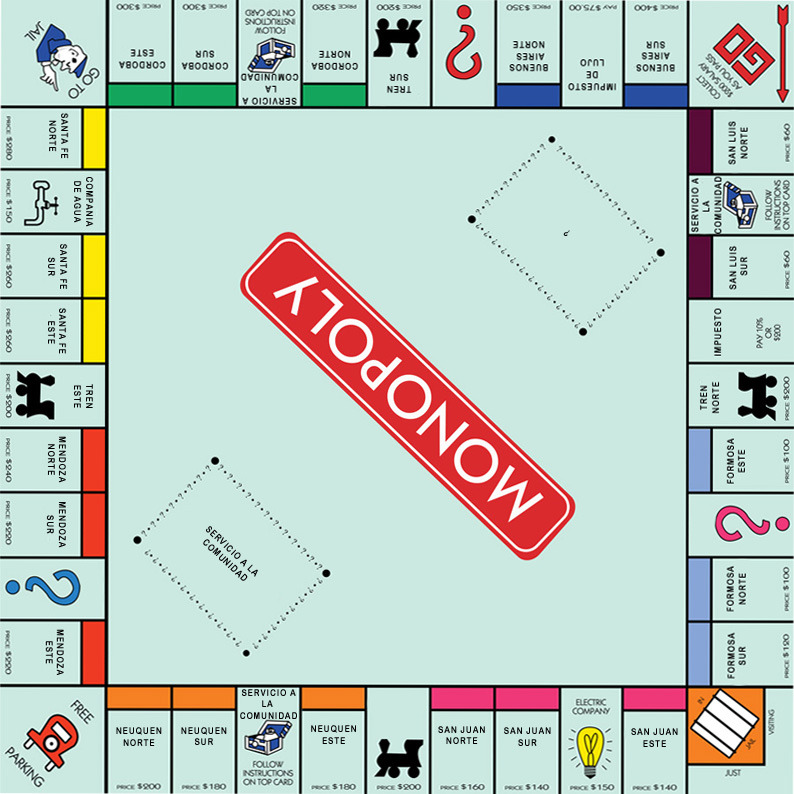 GO TO
JAIL
CORDOBA
ESTE
PRICE $300
CORDOBA
SUR
PRICE $300
SERVICIO A
LA
COMUNIDAD
FOLLOW
INSTRUCTIONS
ON TOP CARD
CORDOBA
NORTE
PRICE $320
TREN
SUR
PRICE $200
?
BUENOS
AIRES
NORTE
PRICE $350
IMPUESTO
DE
LUJO
PAY $75.00
BUENOS
AIRES
SUR
PRICE $400
COLLECT
$200 SALARY
AS YOU PASS
GO
SANTA FE
NORTE
PRICE $280
COMPANIA
DE AGUA
PRICE $150
SANTA FE
SUR
PRICE $260
SANTA FE
ESTE
PRICE $260
TREN
ESTE
PRICE $200
MENDOZA
NORTE
PRICE $240
MENDOZA
SUR
PRICE $220
?
MENDOZA
ESTE
PRICE $220
?
MONOPOLY
SERVICIO A LA
COMUNIDAD
SAN LUIS
NORTE
PRICE $60
SERVICIO A
LA
COMUNIDAD
FOLLOW
INSTRUCTIONS
ON TOP CARD
SAN LUIS
SUR
PRICE $60
IMPUESTO
PAY 10%
OR
$200
TREN
NORTE
PRICE $200
FORMOSA
ESTE
PRICE $100
?
FORMOSA
NORTE
PRICE $100
FORMOSA
SUR
PRICE $120
FREE
PARKING
NEUQUEN
NORTE
PRICE $200
NEUQUEN
SUR
PRICE $180
SERVICIO A
LA
COMUNIDAD
FOLLOW
INSTRUCTIONS
ON TOP CARD
NEUQUEN
ESTE
PRICE $180
PRICE $200
SAN JUAN
NORTE
PRICE $160
SAN JUAN
SUR
PRICE $140
ELECTRIC
COMPANY
PRICE $150
SAN JUAN
ESTE
PRICE $140
IN
JAIL
JUST
VISITING